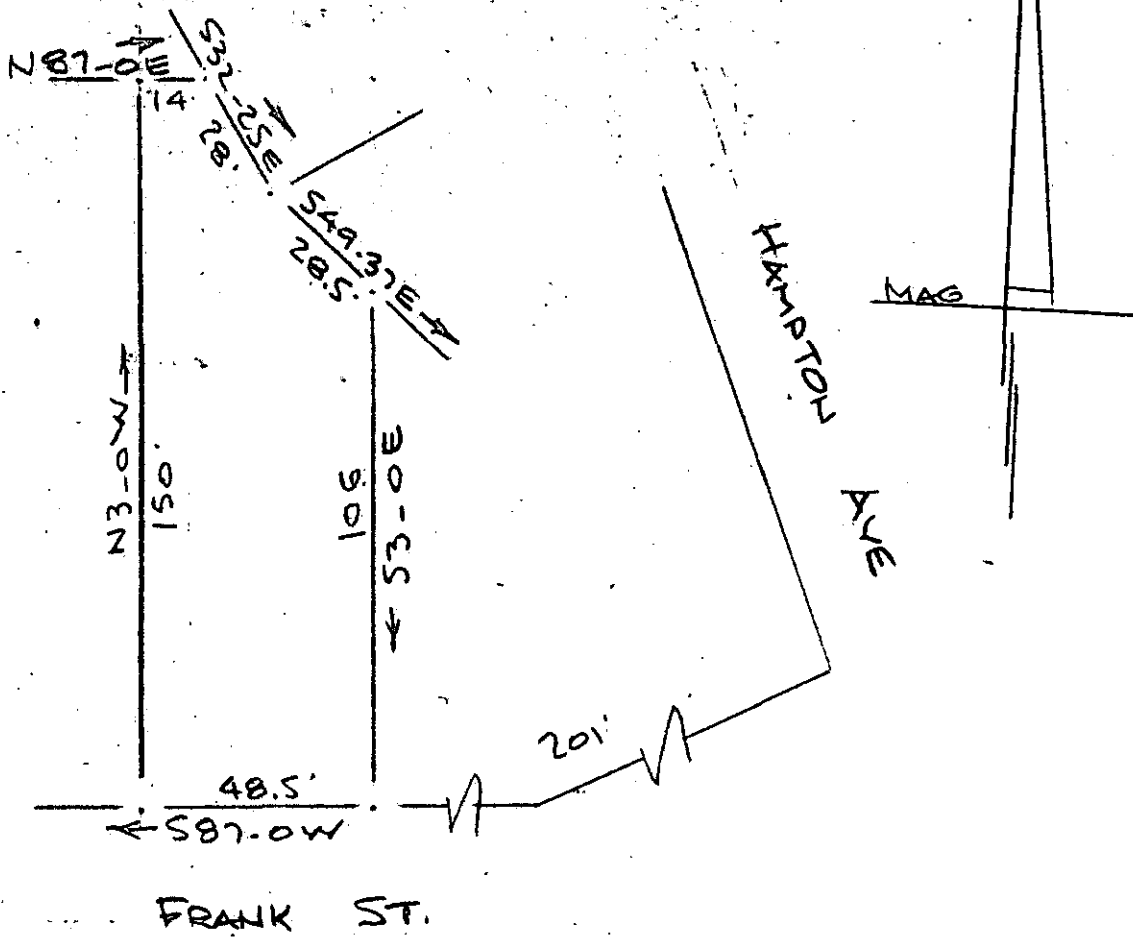 N87-0E
14
S32-25E
28'
S49.37E
28.5'
N3-0W
150'
106
S3-0E
48.5'
S87-0W
201'
HAMPTON AVE
MAG
FRANK ST.